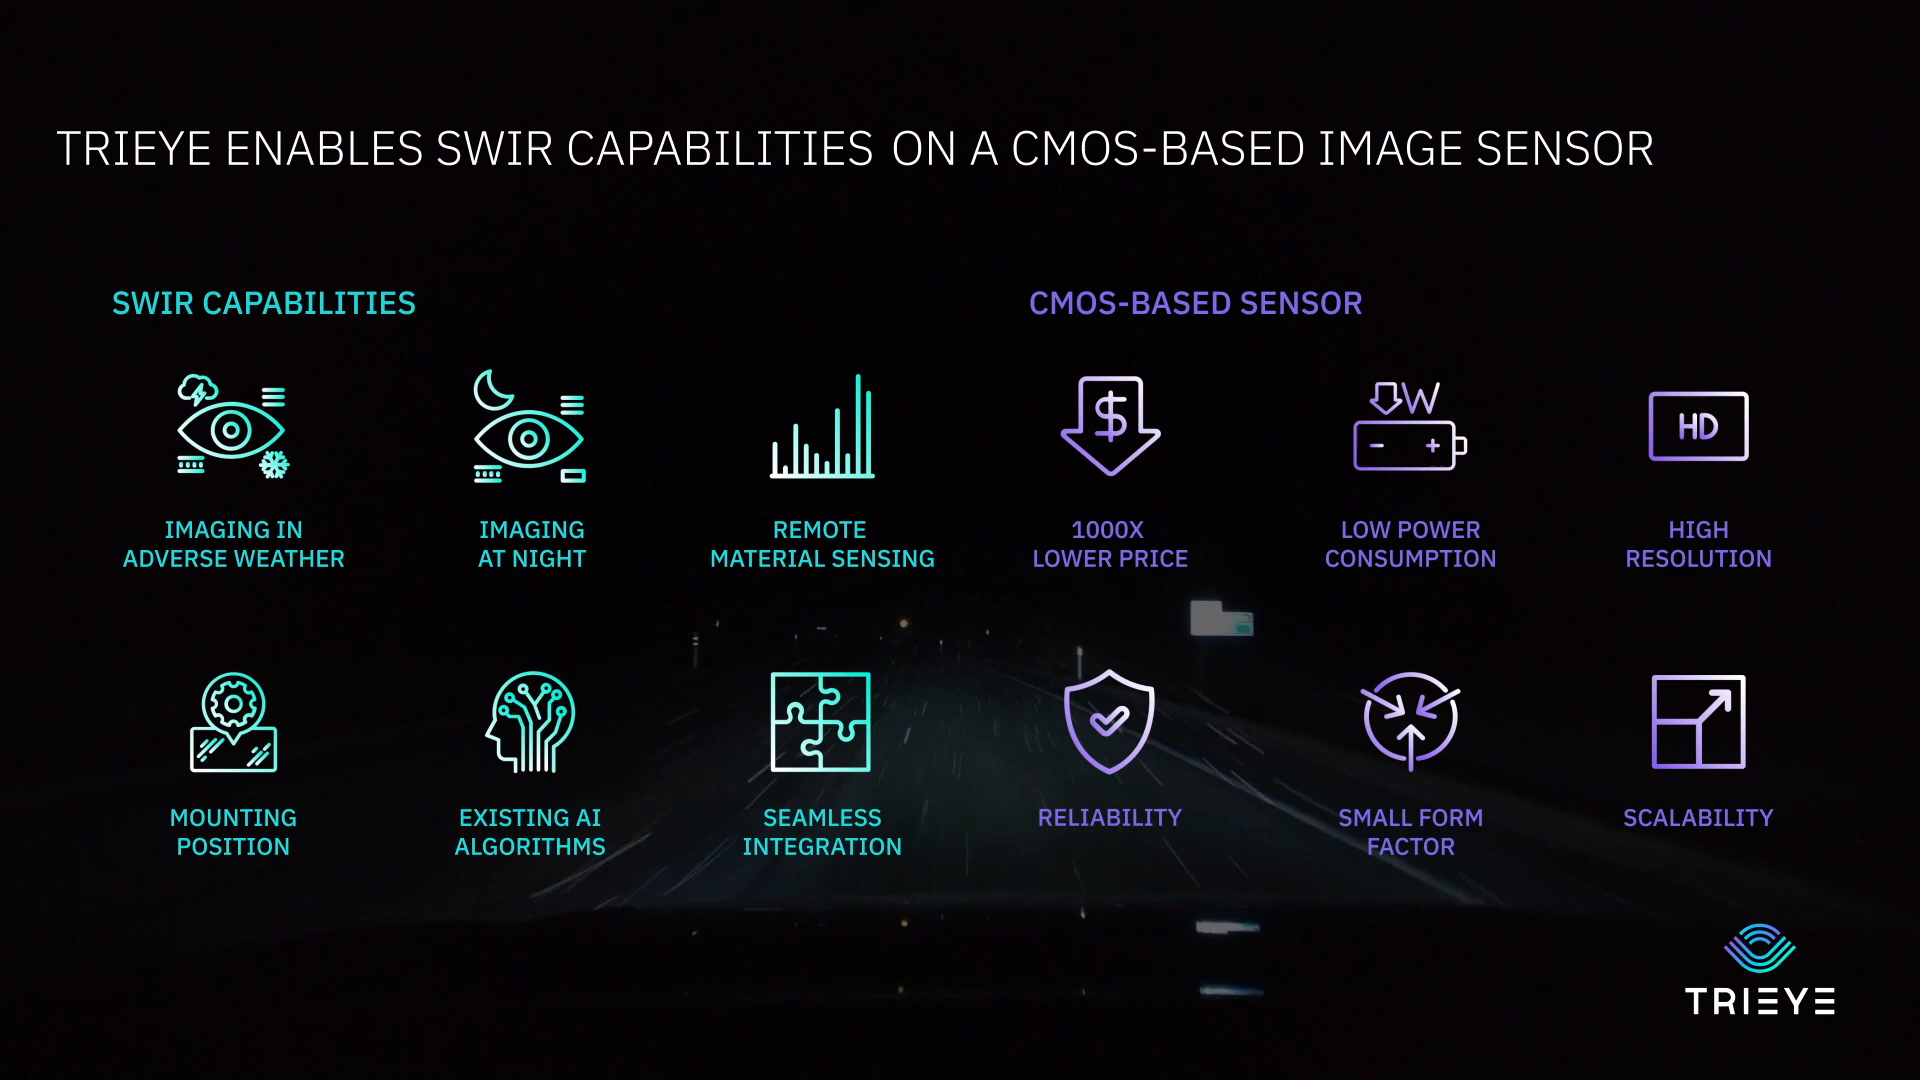 TRIEYE ENABLES SWIR CAPABILITIES ON A CMOS-BASED IMAGE SENSOR
SWIR CAPABILITIES
IMAGING IN
ADVERSE WEATHER
IMAGING
AT NIGHT
REMOTE
MATERIAL SENSING
MOUNTING
POSITION
EXISTING AI
ALGORITHMS
SEAMLESS
INTEGRATION
CMOS-BASED SENSOR
$
1000X
LOWER PRICE
W
- +
LOW POWER
CONSUMPTION
HD
HIGH
RESOLUTION
RELIABILITY
SMALL FORM
FACTOR
SCALABILITY
TRIEYE